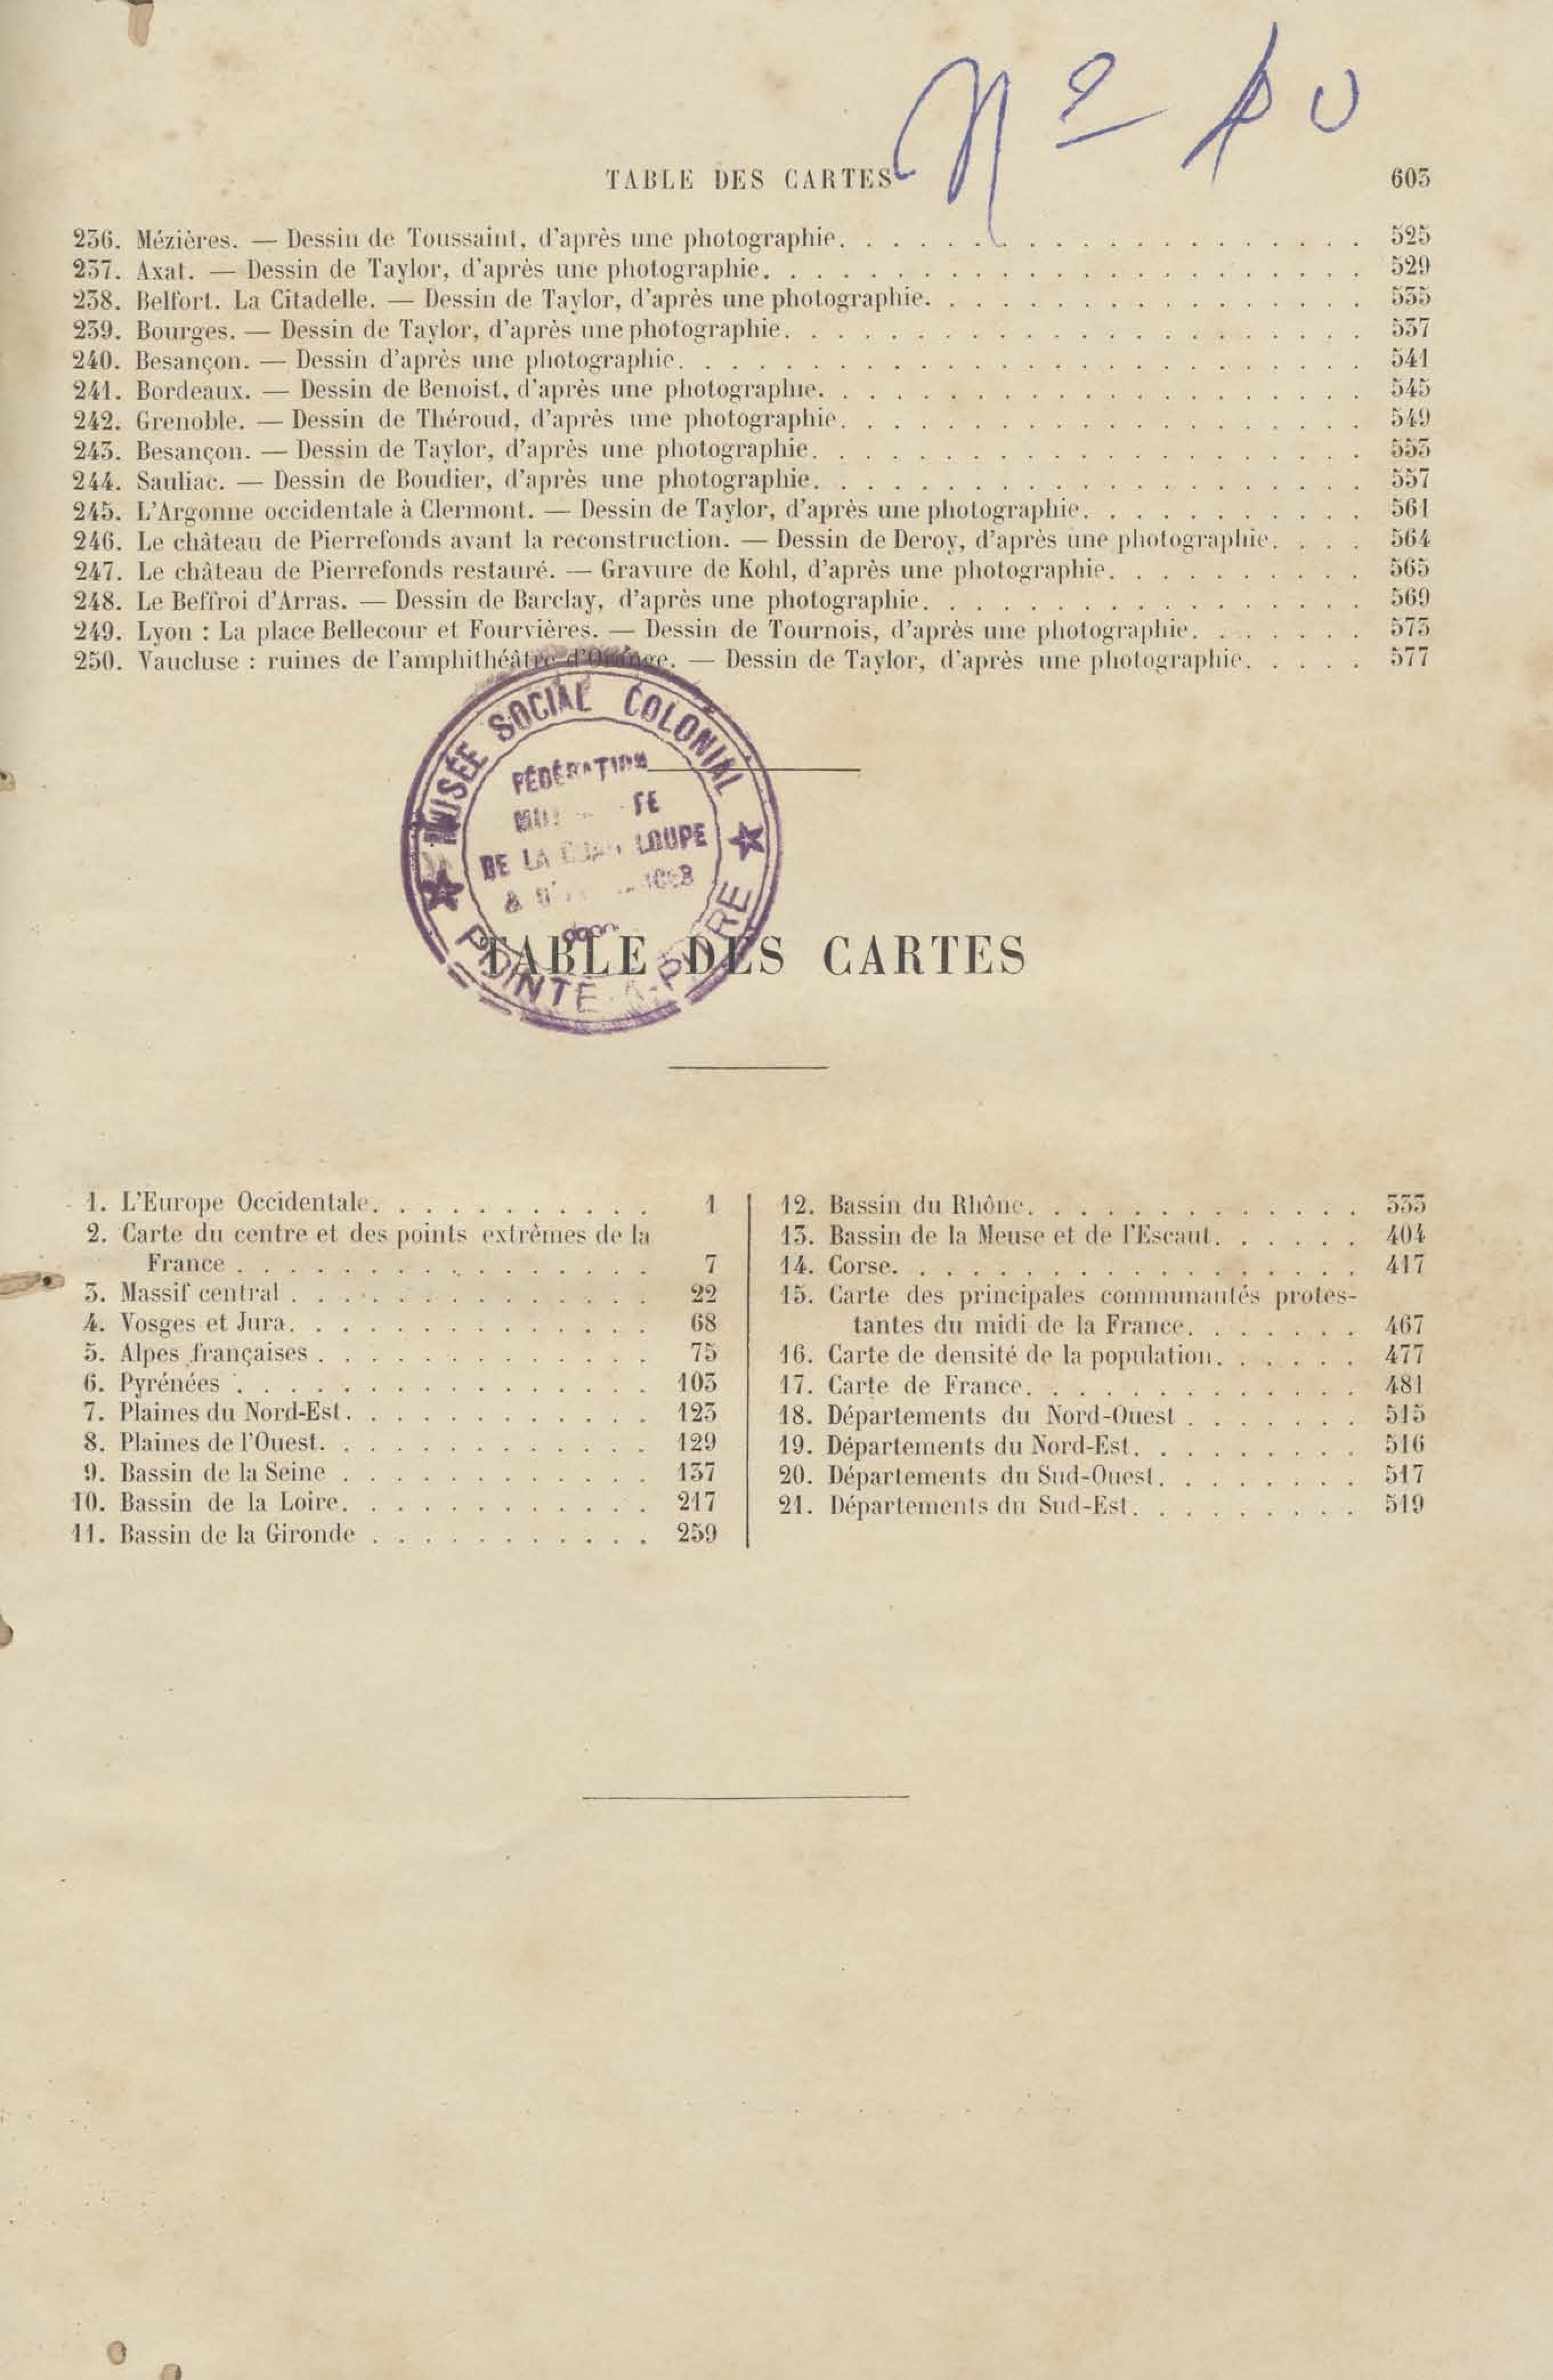 Nº
TABLE DES CARTES 603
236. Mézières. — Dessin de Toussaint, d'après une photographie. 525
237. Axat. — Dessin de Taylor, d'après une photographie. 529
238. Belfort. La Citadelle. — Dessin de Taylor, d'après une photographie. 533
239. Bourges. — Dessin de Taylor, d'après une photographie. 537
240. Besançon. — Dessin d'après une photographie. 541
241. Bordeaux. — Dessin de Benoist, d'après une photographie. 545
242. Grenoble. — Dessin de Théroud, d'après une photographie. 549
243. Besançon. — Dessin de Taylor, d'après une photographie. 553
244. Sauliac. — Dessin de Boudier, d'après une photographie. 557
245. L'Argonne occidentale à Clermont. — Dessin de Taylor, d'après une photographie. 561
246. Le château de Pierrefonds avant la reconstruction. — Dessin de Deroy, d'après une photographie. 564
247. Le château de Pierrefonds restauré. — Gravure de Kohl, d'après une photographie. 565
248. Le Beffroi d'Arras. — Dessin de Barclay, d'après une photographie. 569
249. Lyon : La place Bellecour et Fourvières. — Dessin de Tournois, d'après une photographie. 573
250. Vaucluse : ruines de l'amphithéâtre d'Orange. — Dessin de Taylor, d'après une photographie. 577
MUSÉE SOCIAL COLONIAL
FÉDÉRATION
DE LA
POINTE-A-PITRE
TABLE DES CARTES
1. L'Europe Occidentale. 1
2. Carte du centre et des points extrêmes de la
France . 7
3. Massif central . 22
4. Vosges et Jura. 68
5. Alpes françaises . 75
6. Pyrénées . 103
7. Plaines du Nord-Est. 123
8. Plaines de l'Ouest. 129
9. Bassin de la Seine . 137
10. Bassin de la Loire. 217
11. Bassin de la Gironde . 259
12. Bassin du Rhône. 333
13. Bassin de la Meuse et de l'Escaut. 404
14. Corse. 417
15. Carte des principales communautés protes-
tantes du midi de la France. 467
16. Carte de densité de la population. 477
17. Carte de France. 481
18. Départements du Nord-Ouest . 515
19. Départements du Nord-Est. 516
20. Départements du Sud-Ouest. 517
21. Départements du Sud-Est. 519